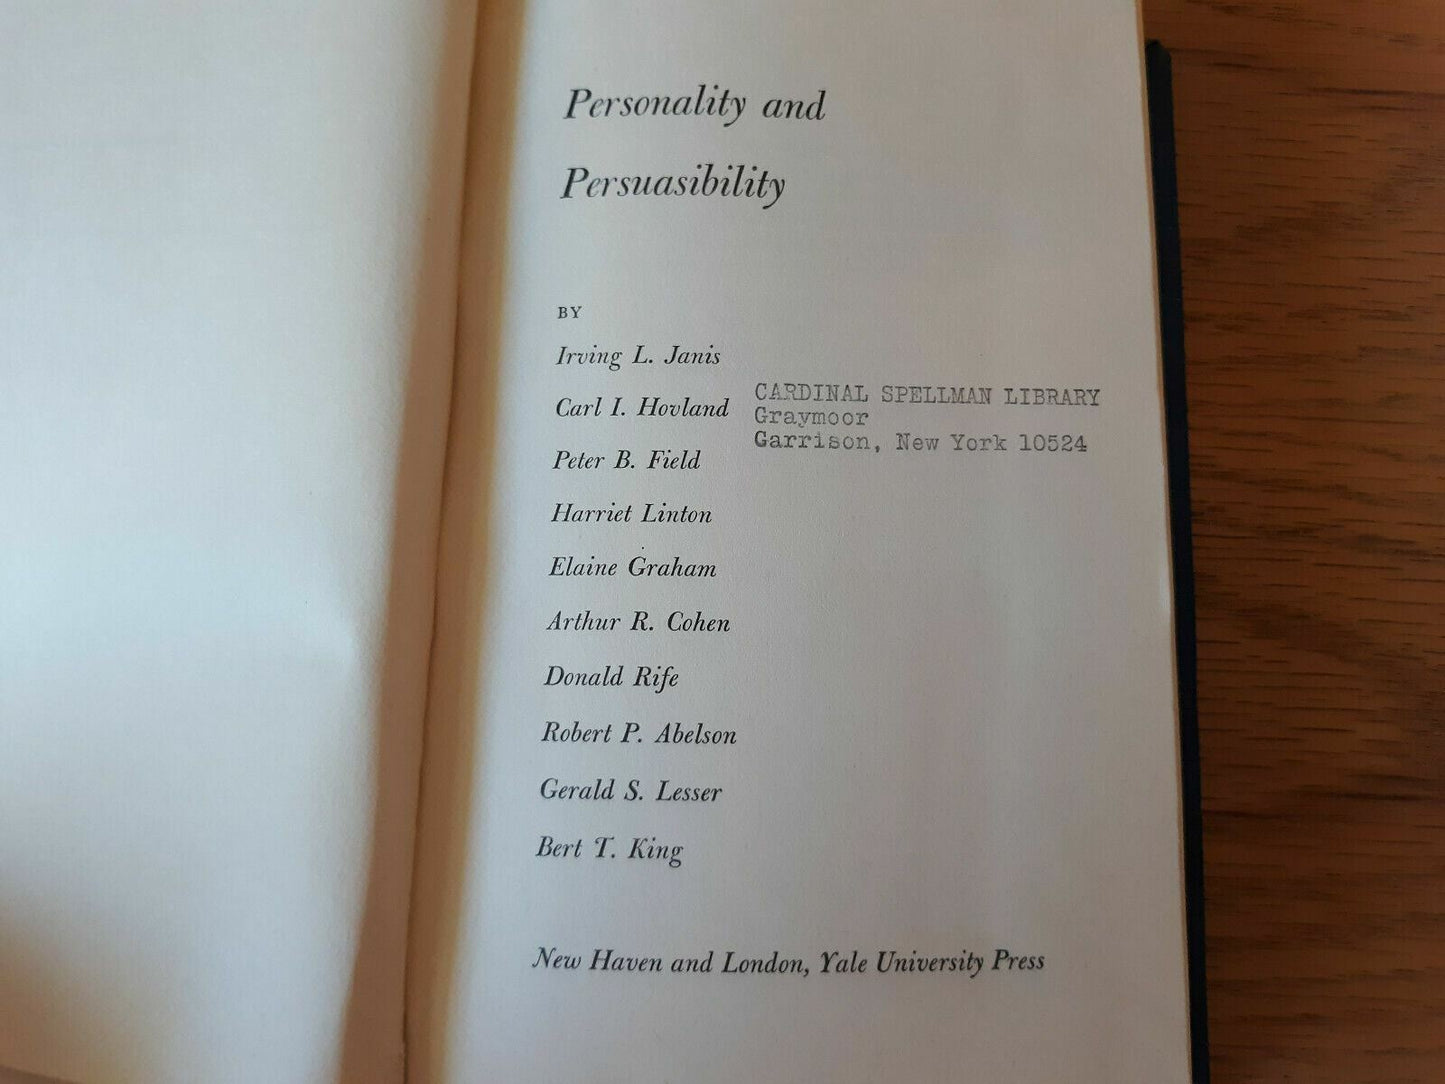 Personality and
Persuasibility
BY
Irving L. Janis
Carl I. Hovland
Peter B. Field
Harriet Linton
Elaine Graham
Arthur R. Cohen
Donald Rife
Robert P. Abelson
Gerald S. Lesser
Bert T. King
CARDINAL SPELLMAN LIBRARY
Graymoor
Garrison, New York 10524
New Haven and London, Yale University Press